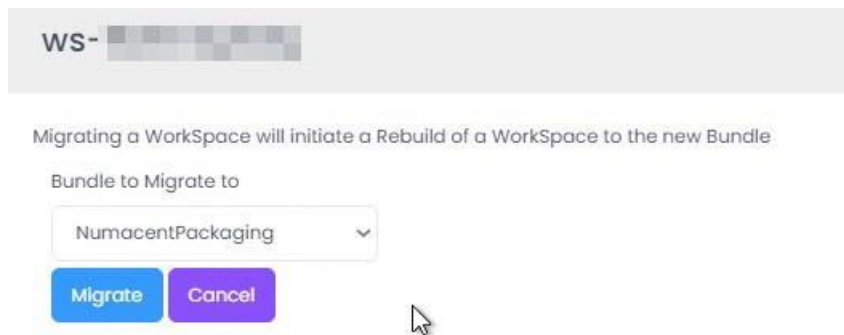 WS-
Migrating a WorkSpace will initiate a Rebuild of a WorkSpace to the new Bundle
Bundle to Migrate to
NumacentPackaging
Migrate Cancel